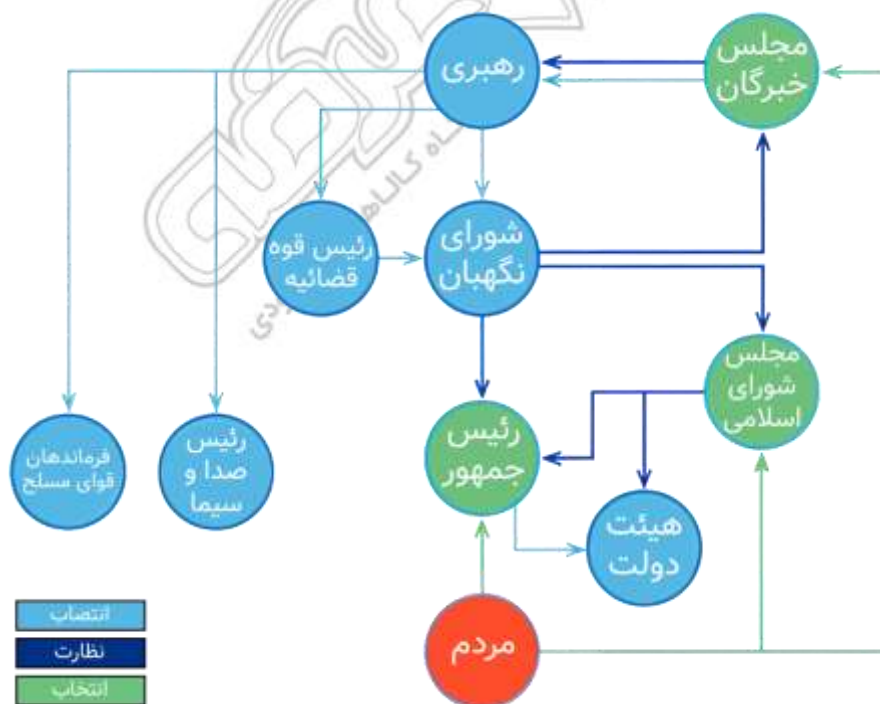 مجلس
خبرگان
رهبری
شورای
نگهبان
رئیس قوه
قضائیه
مجلس
شورای
اسلامی
رئیس
جمهور
رئیس
صدا و
سیما
فرماندهان
قوای مسلح
هیئت
دولت
مردم
انتصاب
نظارت
انتخاب